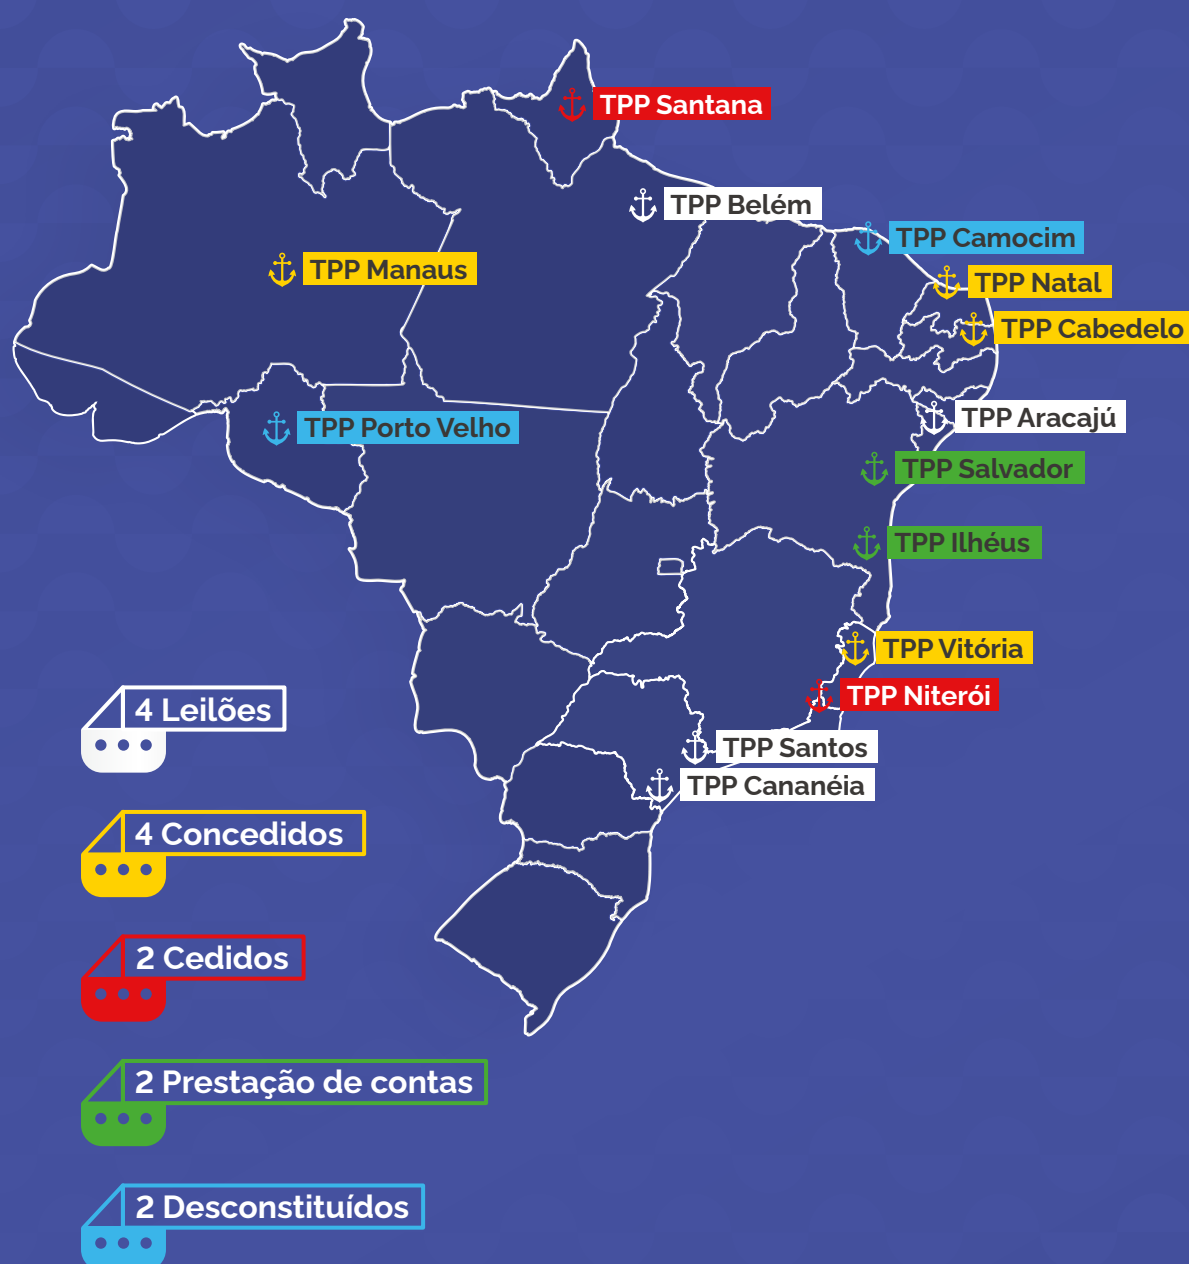 TPP Santana
TPP Belém
TPP Camocim
TPP Manaus
TPP Natal
TPP Cabedelo
TPP Aracajú
TPP Porto Velho
TPP Salvador
TPP Ilhéus
TPP Vitória
TPP Niterói
TPP Santos
TPP Cananéia
4 Leilões
4 Concedidos
2 Cedidos
2 Prestação de contas
2 Desconstituídos